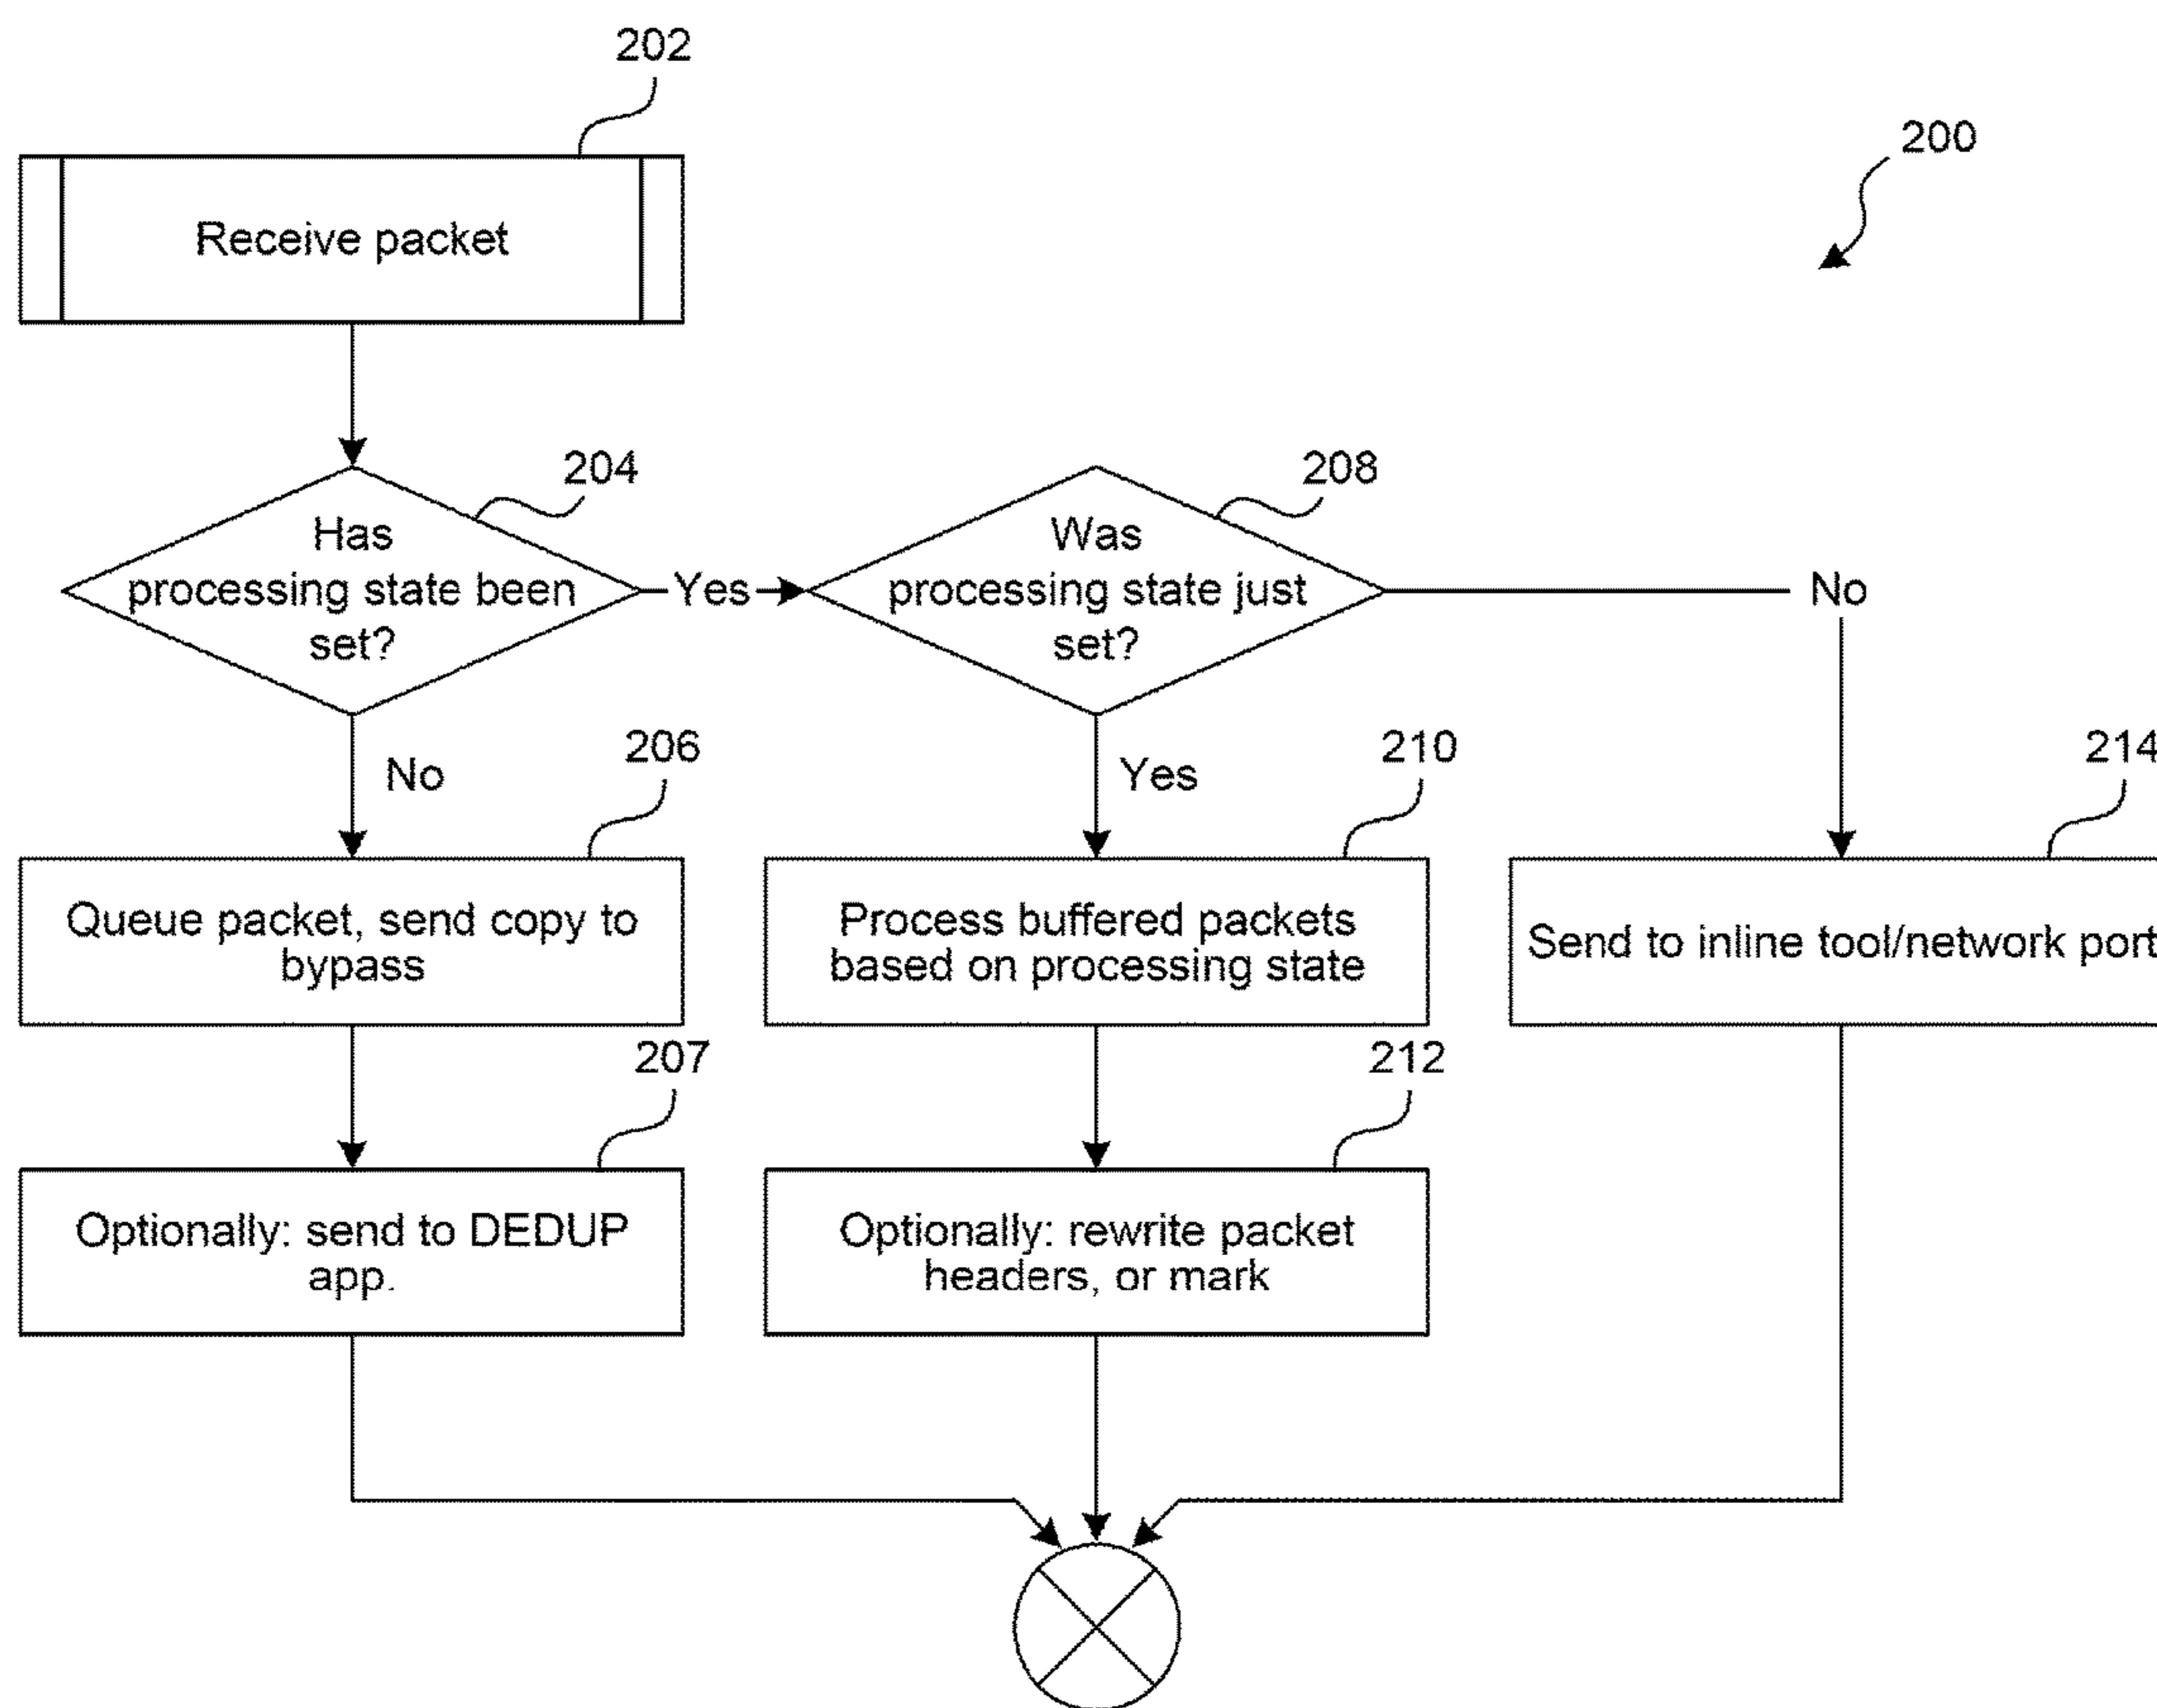 202
200
Receive packet
204
Has
processing state been
set?
Yes
208
Was
processing state just
set?
No
No
206
Yes
210
214
Queue packet, send copy to
bypass
Process buffered packets
based on processing state
Send to inline tool/network port
207
212
Optionally: send to DEDUP
app.
Optionally: rewrite packet
headers, or mark